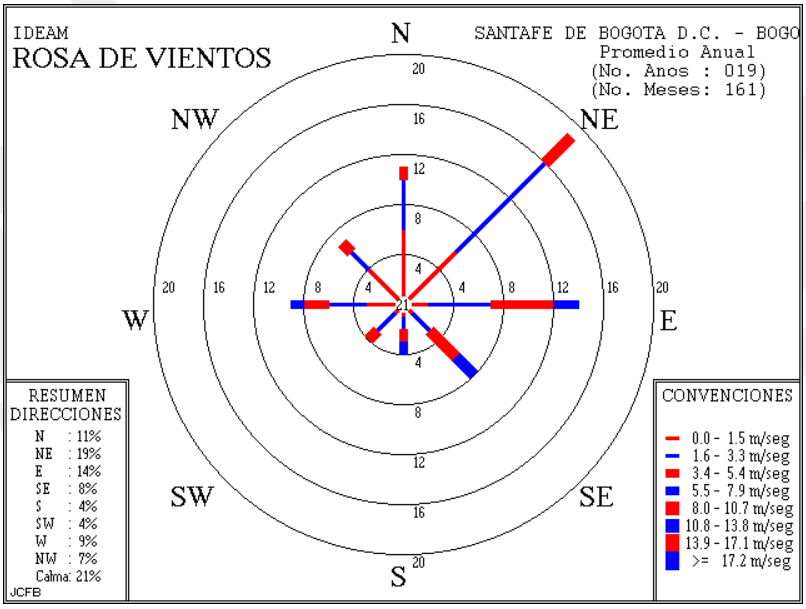 IDEAM
ROSA DE VIENTOS
N
SANTAFE DE BOGOTA D.C. - BOGO
Promedio Anual
(No. Anos : 019)
(No. Meses: 161)
20
NW
16
NE
12
8
4
20 16 12 8 4 21 4 8 12 16 20
W
E
4
8
12
16
20
SW
SE
S
RESUMEN
DIRECCIONES
N : 11%
NE : 19%
E : 14%
SE : 8%
S : 4%
SW : 4%
W : 9%
NW : 7%
Calma: 21%
JCFB
CONVENCIONES
0.0 - 1.5 m/seg
1.6 - 3.3 m/seg
3.4 - 5.4 m/seg
5.5 - 7.9 m/seg
8.0 - 10.7 m/seg
10.8 - 13.8 m/seg
13.9 - 17.1 m/seg
>= 17.2 m/seg